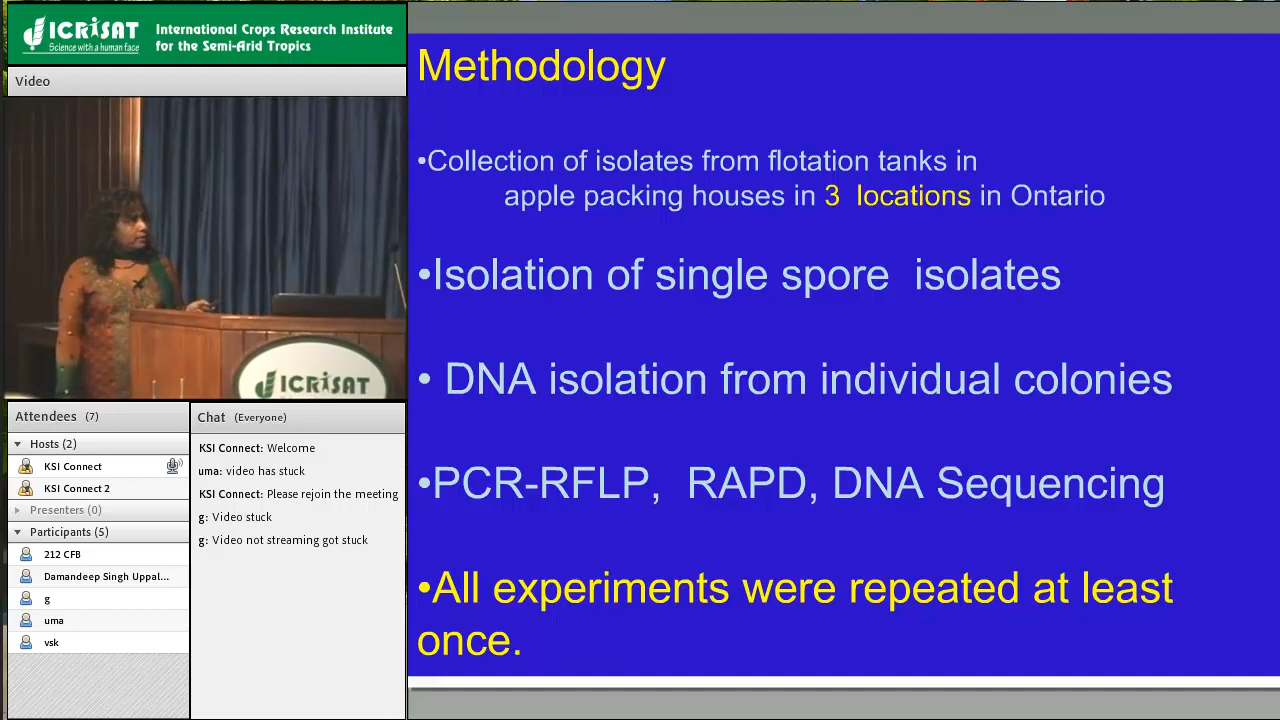 ICRISAT
Science with a human face
International Crops Research Institute
for the Semi-Arid Tropics
Video
ICRISAT
Attendees (7)
Hosts (2)
KSI Connect
KSI Connect 2
Presenters (0)
Participants (5)
212 CFB
Damandeep Singh Uppal...
g
uma
vsk
Chat (Everyone)
KSI Connect: Welcome
uma: video has stuck
KSI Connect: Please rejoin the meeting
g: Video stuck
g: Video not streaming got stuck
Methodology
•Collection of isolates from flotation tanks in
apple packing houses in 3 locations in Ontario
•Isolation of single spore isolates
• DNA isolation from individual colonies
•PCR-RFLP, RAPD, DNA Sequencing
•All experiments were repeated at least
once.